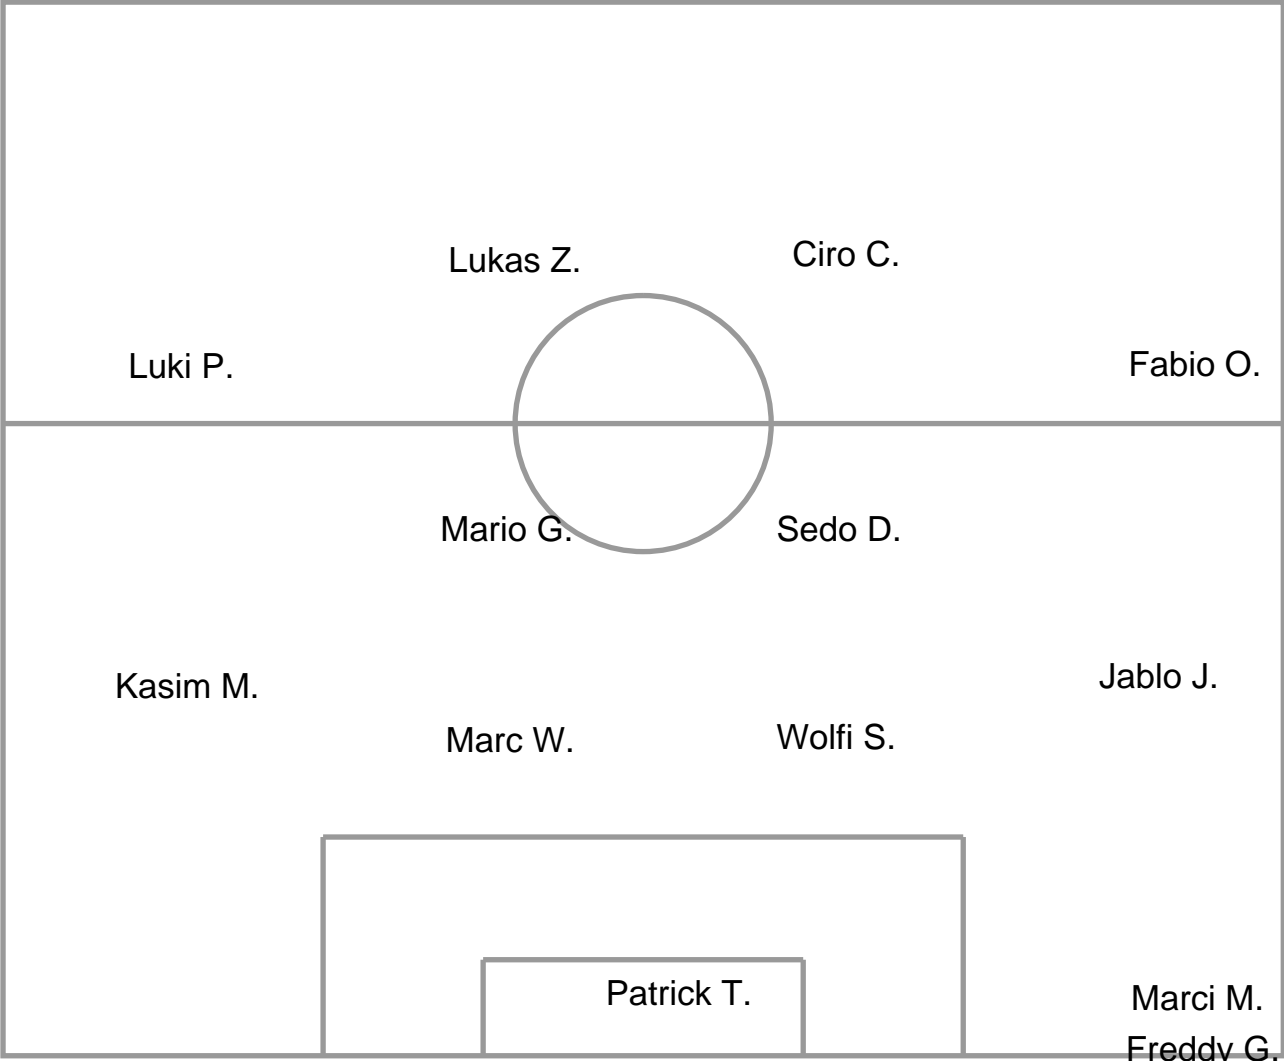 Lukas Z.
Ciro C.
Luki P.
Fabio O.
Mario G.
Sedo D.
Kasim M.
Jablo J.
Marc W.
Wolfi S.
Patrick T.
Marci M.
Freddy G.